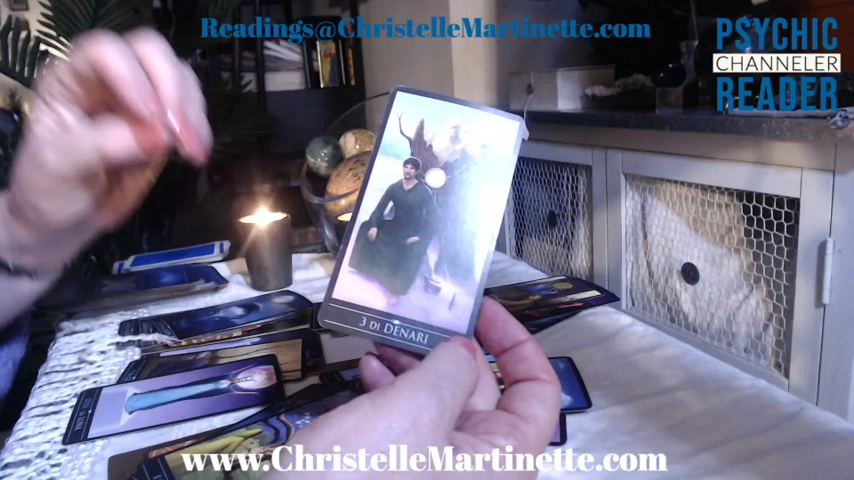 Readings@ChristelleMartinette.com
PSYCHIC
CHANNELER
READER
3 DI DENARI
www.ChristelleMartinette.com